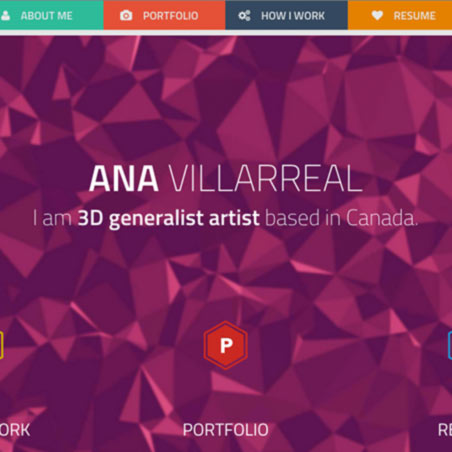 ABOUT ME PORTFOLIO HOW I WORK RESUME
ANA VILLARREAL
I am 3D generalist artist based in Canada.
P
ORK PORTFOLIO RE